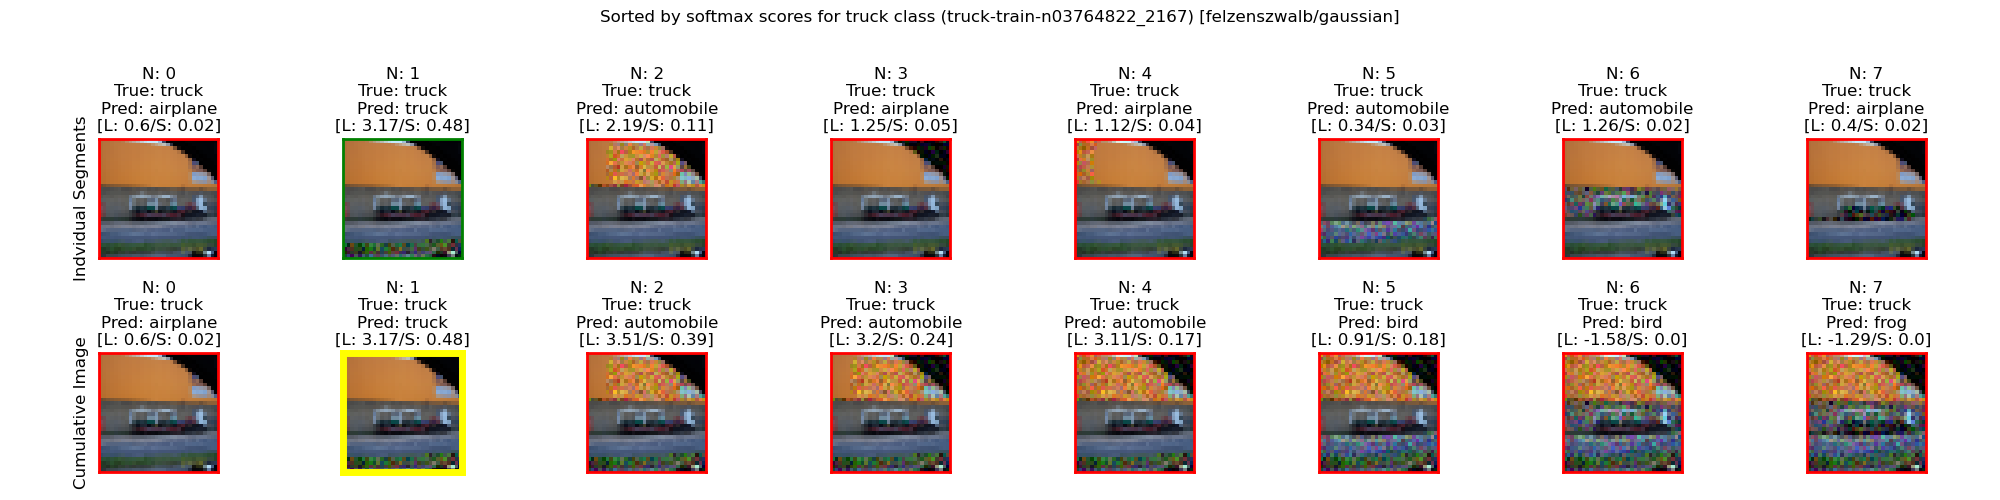 Sorted by softmax scores for truck class (truck-train-n03764822_2167) [felzenszwalb/gaussian]
Indvidual Segments
N: 0
True: truck
Pred: airplane
[L: 0.6/S: 0.02]
N: 1
True: truck
Pred: truck
[L: 3.17/S: 0.48]
N: 2
True: truck
Pred: automobile
[L: 2.19/S: 0.11]
N: 3
True: truck
Pred: airplane
[L: 1.25/S: 0.05]
N: 4
True: truck
Pred: airplane
[L: 1.12/S: 0.04]
N: 5
True: truck
Pred: automobile
[L: 0.34/S: 0.03]
N: 6
True: truck
Pred: automobile
[L: 1.26/S: 0.02]
N: 7
True: truck
Pred: airplane
[L: 0.4/S: 0.02]
Cumulative Image
N: 0
True: truck
Pred: airplane
[L: 0.6/S: 0.02]
N: 1
True: truck
Pred: truck
[L: 3.17/S: 0.48]
N: 2
True: truck
Pred: automobile
[L: 3.51/S: 0.39]
N: 3
True: truck
Pred: automobile
[L: 3.2/S: 0.24]
N: 4
True: truck
Pred: automobile
[L: 3.11/S: 0.17]
N: 5
True: truck
Pred: bird
[L: 0.91/S: 0.18]
N: 6
True: truck
Pred: bird
[L: -1.58/S: 0.0]
N: 7
True: truck
Pred: frog
[L: -1.29/S: 0.0]